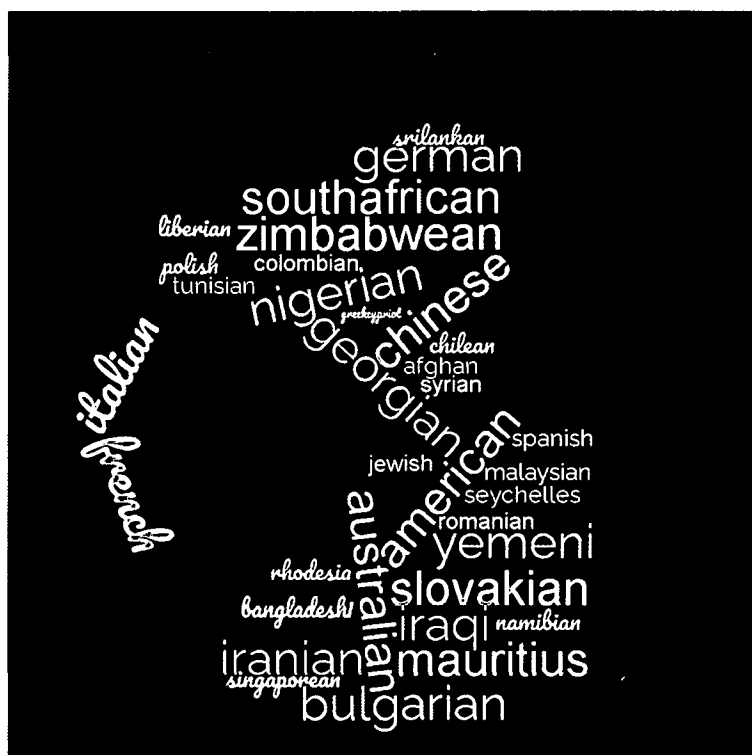 srilankan
german
southafrican
liberian
zimbabwean
polish
colombian
tunisian
nigerian
chinese
greekcypriot
georgian
italian
chilean
afghan
syrian
american
spanish
french
jewish
malaysian
seychelles
australian
romanian
yemeni
rhodesia
slovakian
bangladeshi
iraqi
namibian
iranian
mauritius
singaporean
bulgarian